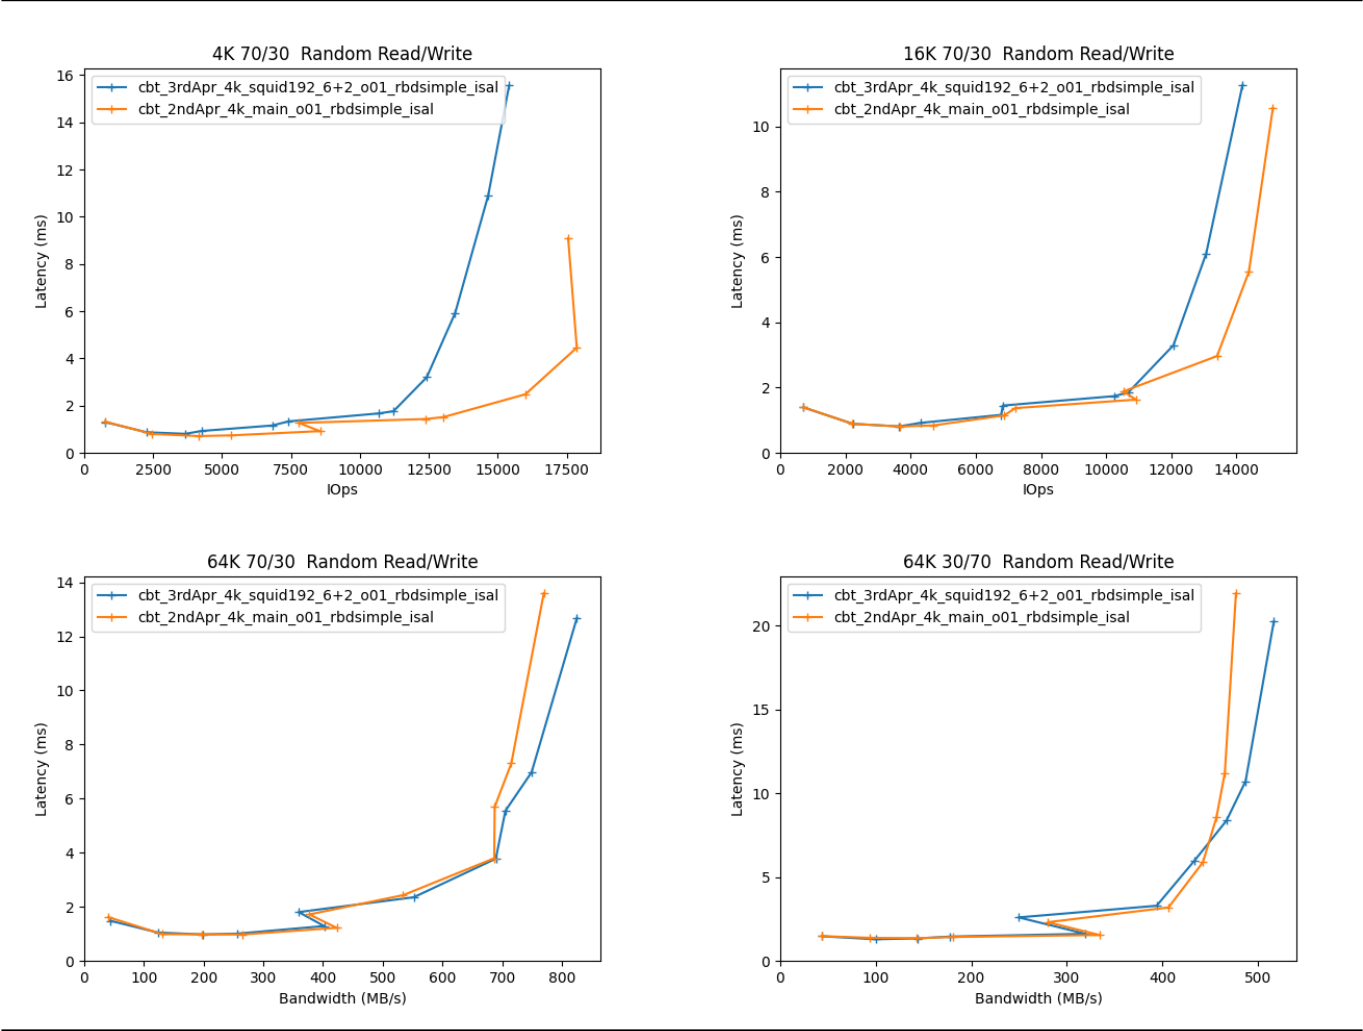 4K 70/30  Random Read/Write
cbt_3rdApr_4k_squid192_6+2_o01_rbdsimple_isal
cbt_2ndApr_4k_main_o01_rbdsimple_isal
16
14
12
10
8
6
4
2
0
Latency (ms)
0 2500 5000 7500 10000 12500 15000 17500
IOps
16K 70/30  Random Read/Write
cbt_3rdApr_4k_squid192_6+2_o01_rbdsimple_isal
cbt_2ndApr_4k_main_o01_rbdsimple_isal
10
8
6
4
2
0
Latency (ms)
0 2000 4000 6000 8000 10000 12000 14000
IOps
64K 70/30  Random Read/Write
cbt_3rdApr_4k_squid192_6+2_o01_rbdsimple_isal
cbt_2ndApr_4k_main_o01_rbdsimple_isal
14
12
10
8
6
4
2
0
Latency (ms)
0 100 200 300 400 500 600 700 800
Bandwidth (MB/s)
64K 30/70  Random Read/Write
cbt_3rdApr_4k_squid192_6+2_o01_rbdsimple_isal
cbt_2ndApr_4k_main_o01_rbdsimple_isal
20
15
10
5
0
Latency (ms)
0 100 200 300 400 500
Bandwidth (MB/s)